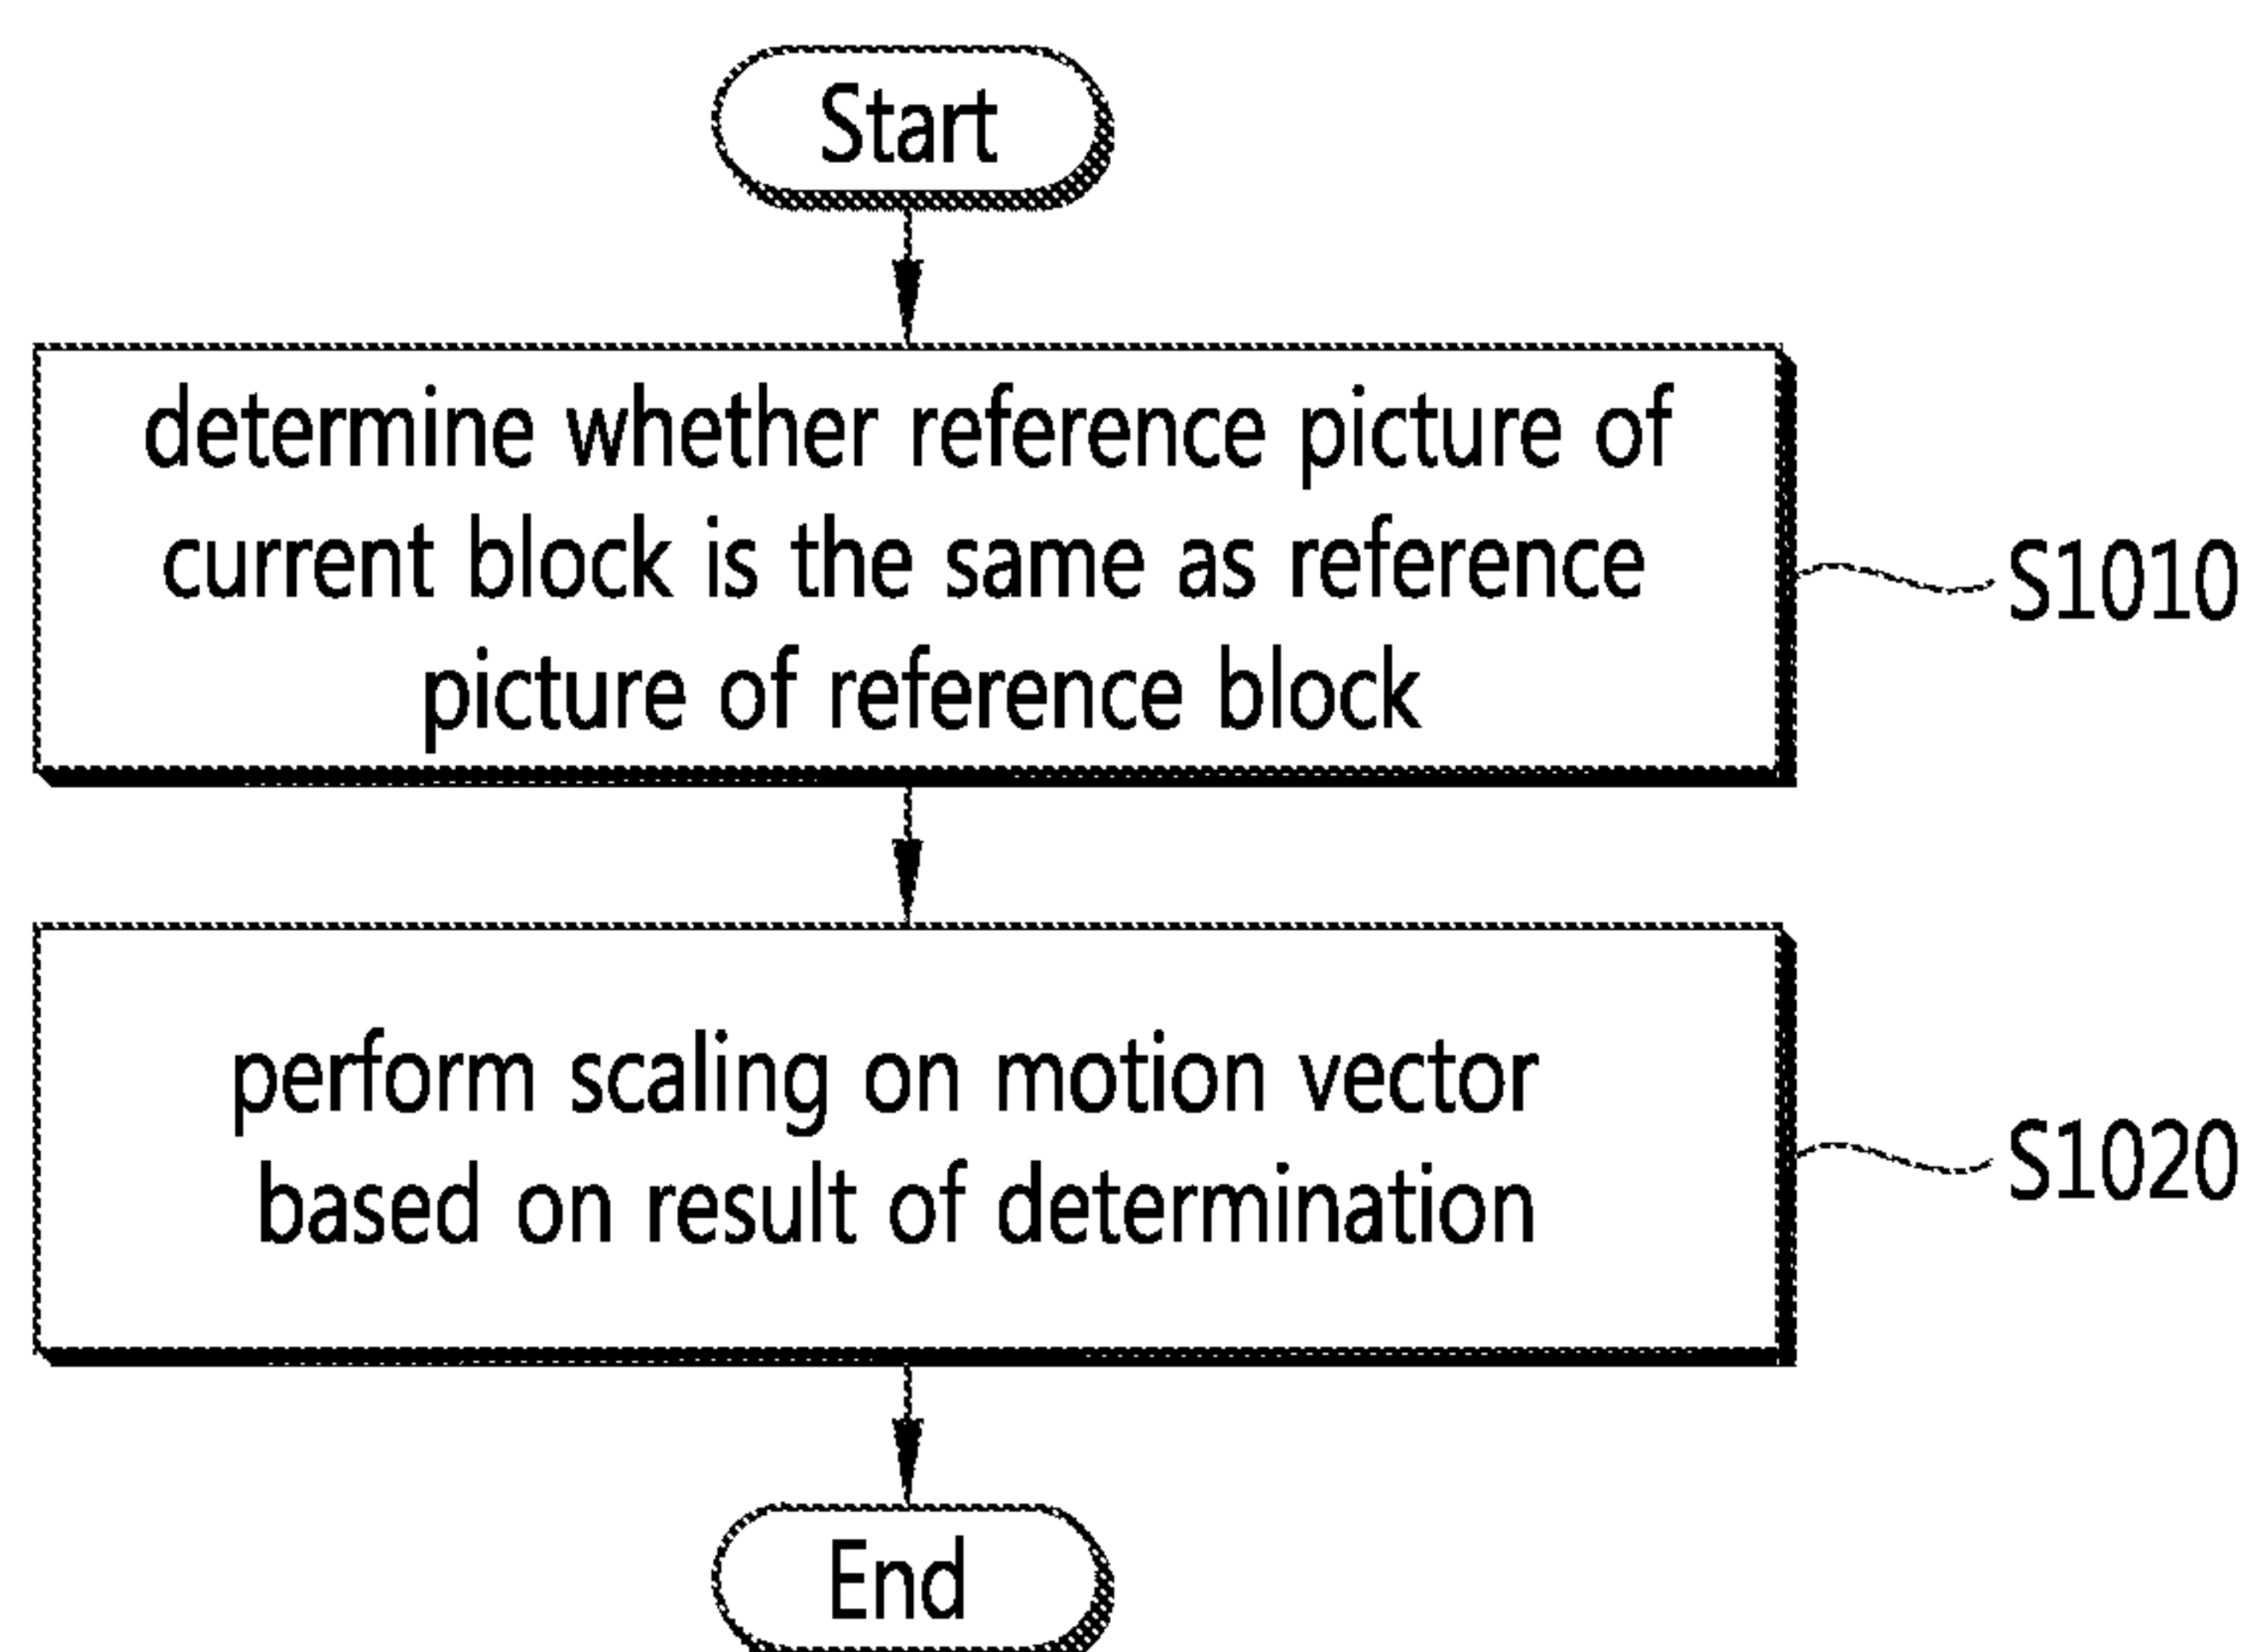 Start
determine whether reference picture of
current block is the same as reference
picture of reference block
S1010
perform scaling on motion vector
based on result of determination
S1020
End